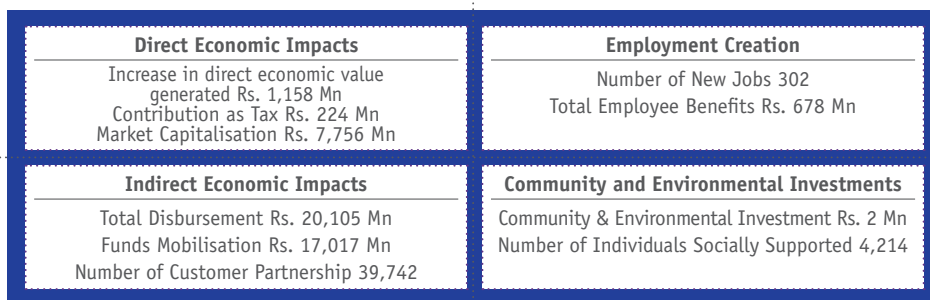 Direct Economic Impacts
Increase in direct economic value
generated Rs. 1,158 Mn
Contribution as Tax Rs. 224 Mn
Market Capitalisation Rs. 7,756 Mn
Employment Creation
Number of New Jobs 302
Total Employee Benefits Rs. 678 Mn
Indirect Economic Impacts
Total Disbursement Rs. 20,105 Mn
Funds Mobilisation Rs. 17,017 Mn
Number of Customer Partnership 39,742
Community and Environmental Investments
Community & Environmental Investment Rs. 2 Mn
Number of Individuals Socially Supported 4,214